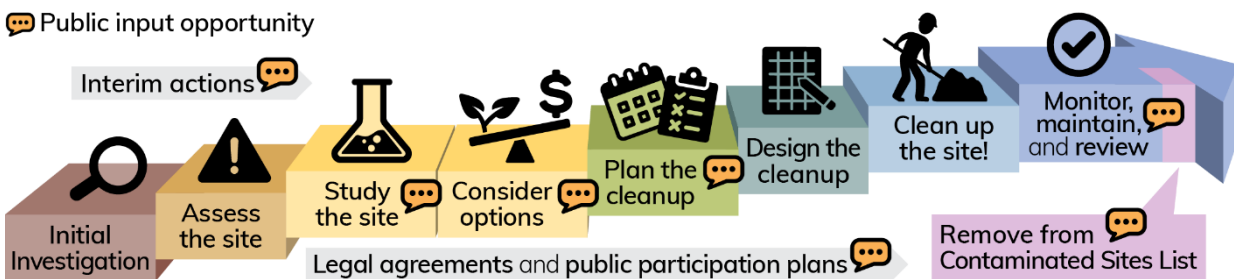 Public input opportunity
Interim actions
Initial
Investigation
Assess
the site
Study
the site
Consider
options
Plan the
cleanup
Design the
cleanup
Clean up
the site!
Monitor,
maintain,
and review
Legal agreements and public participation plans
Remove from
Contaminated Sites List